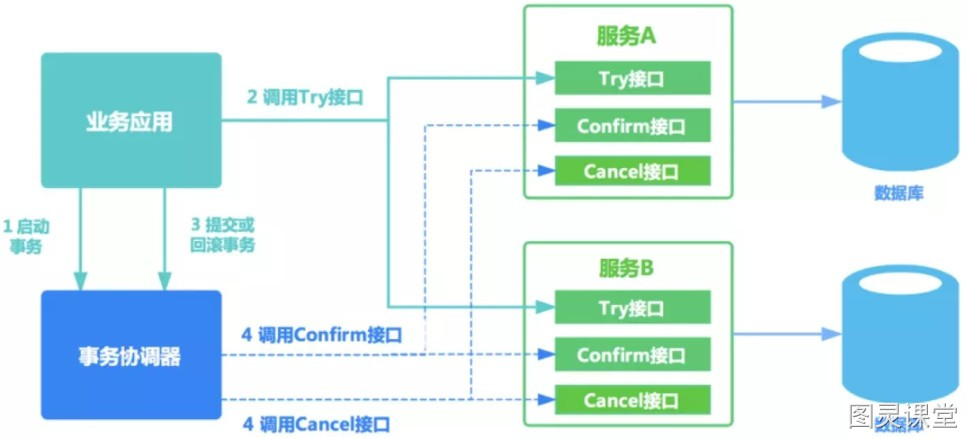 服务A
Try接口
2 调用Try接口
业务应用
Confirm接口
Cancel接口
数据库
1 启动
事务
3 提交或
回滚事务
服务B
Try接口
4 调用Confirm接口
事务协调器
Confirm接口
Cancel接口
4 调用Cancel接口
数据库
图灵课堂